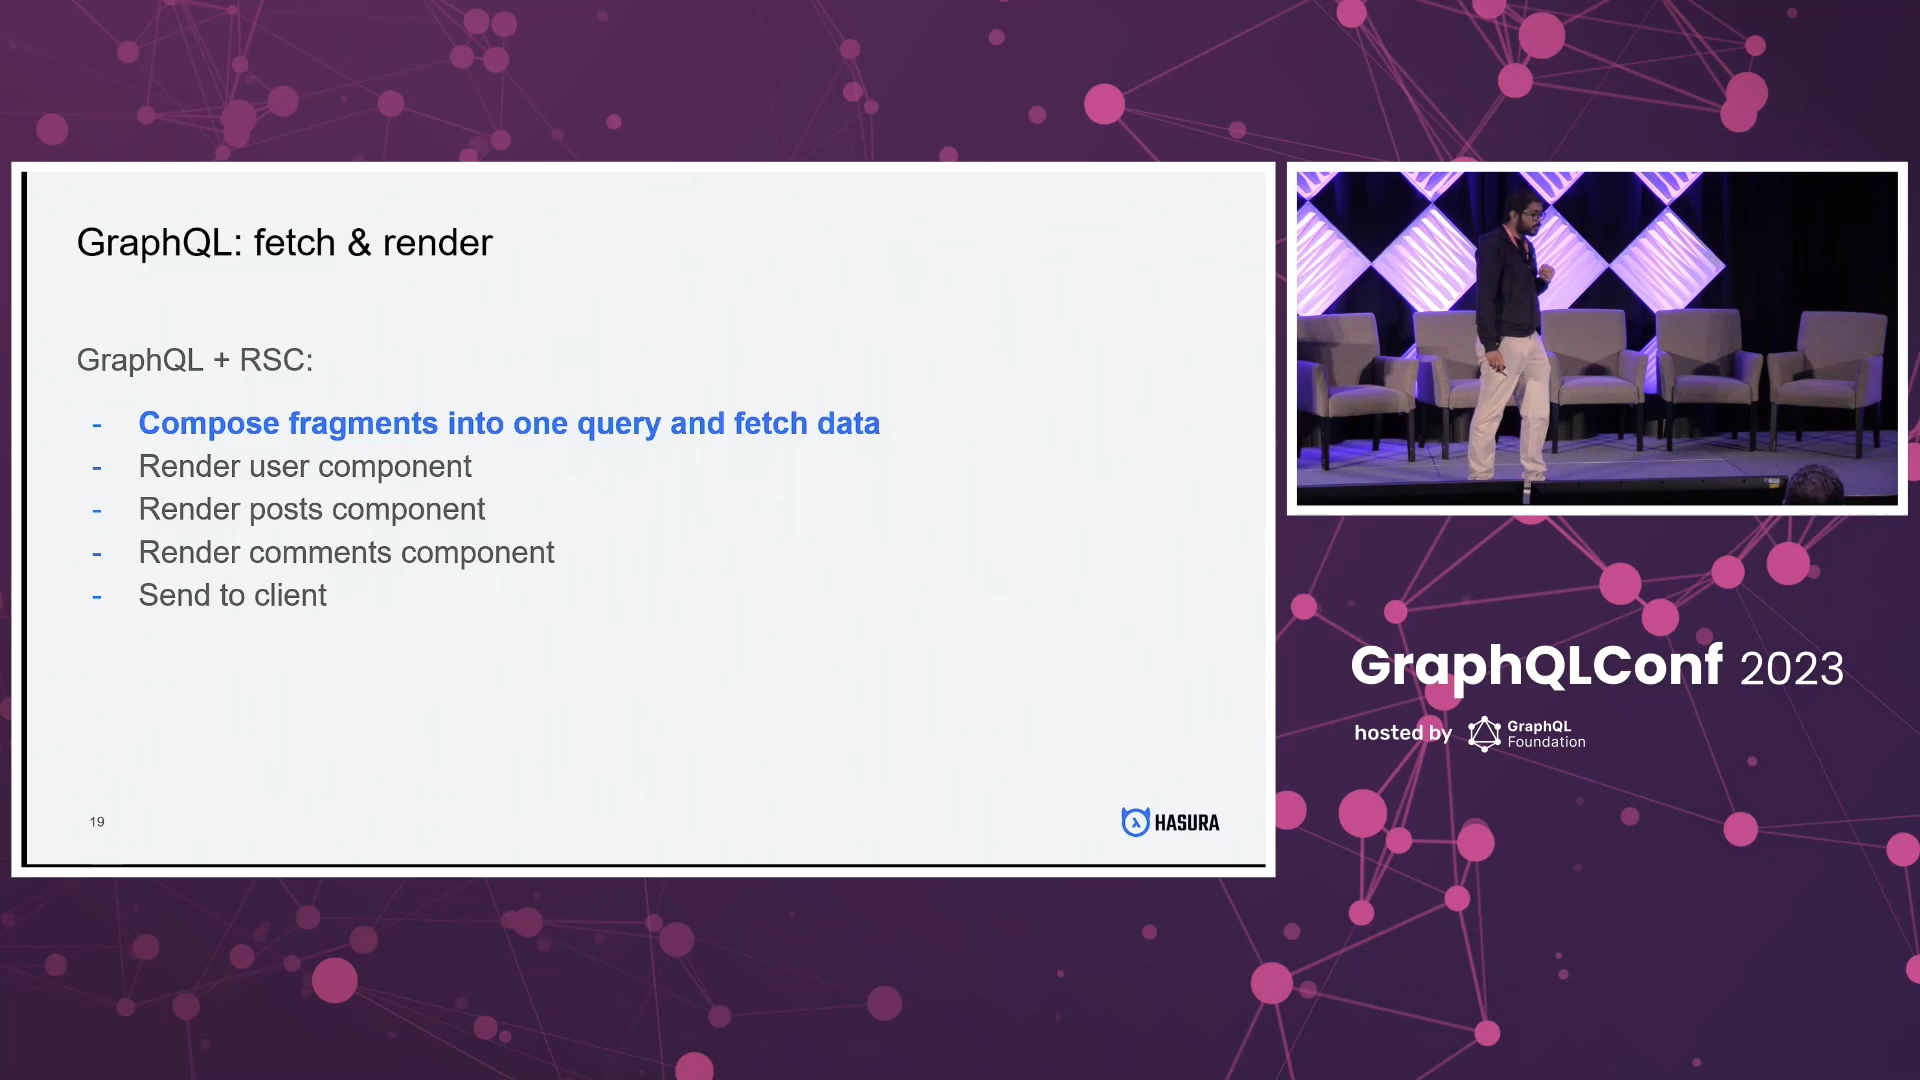 GraphQL: fetch & render
GraphQL + RSC:
- Compose fragments into one query and fetch data
- Render user component
- Render posts component
- Render comments component
- Send to client
19
HASURA
GraphQLConf 2023
hosted by
GraphQL
Foundation